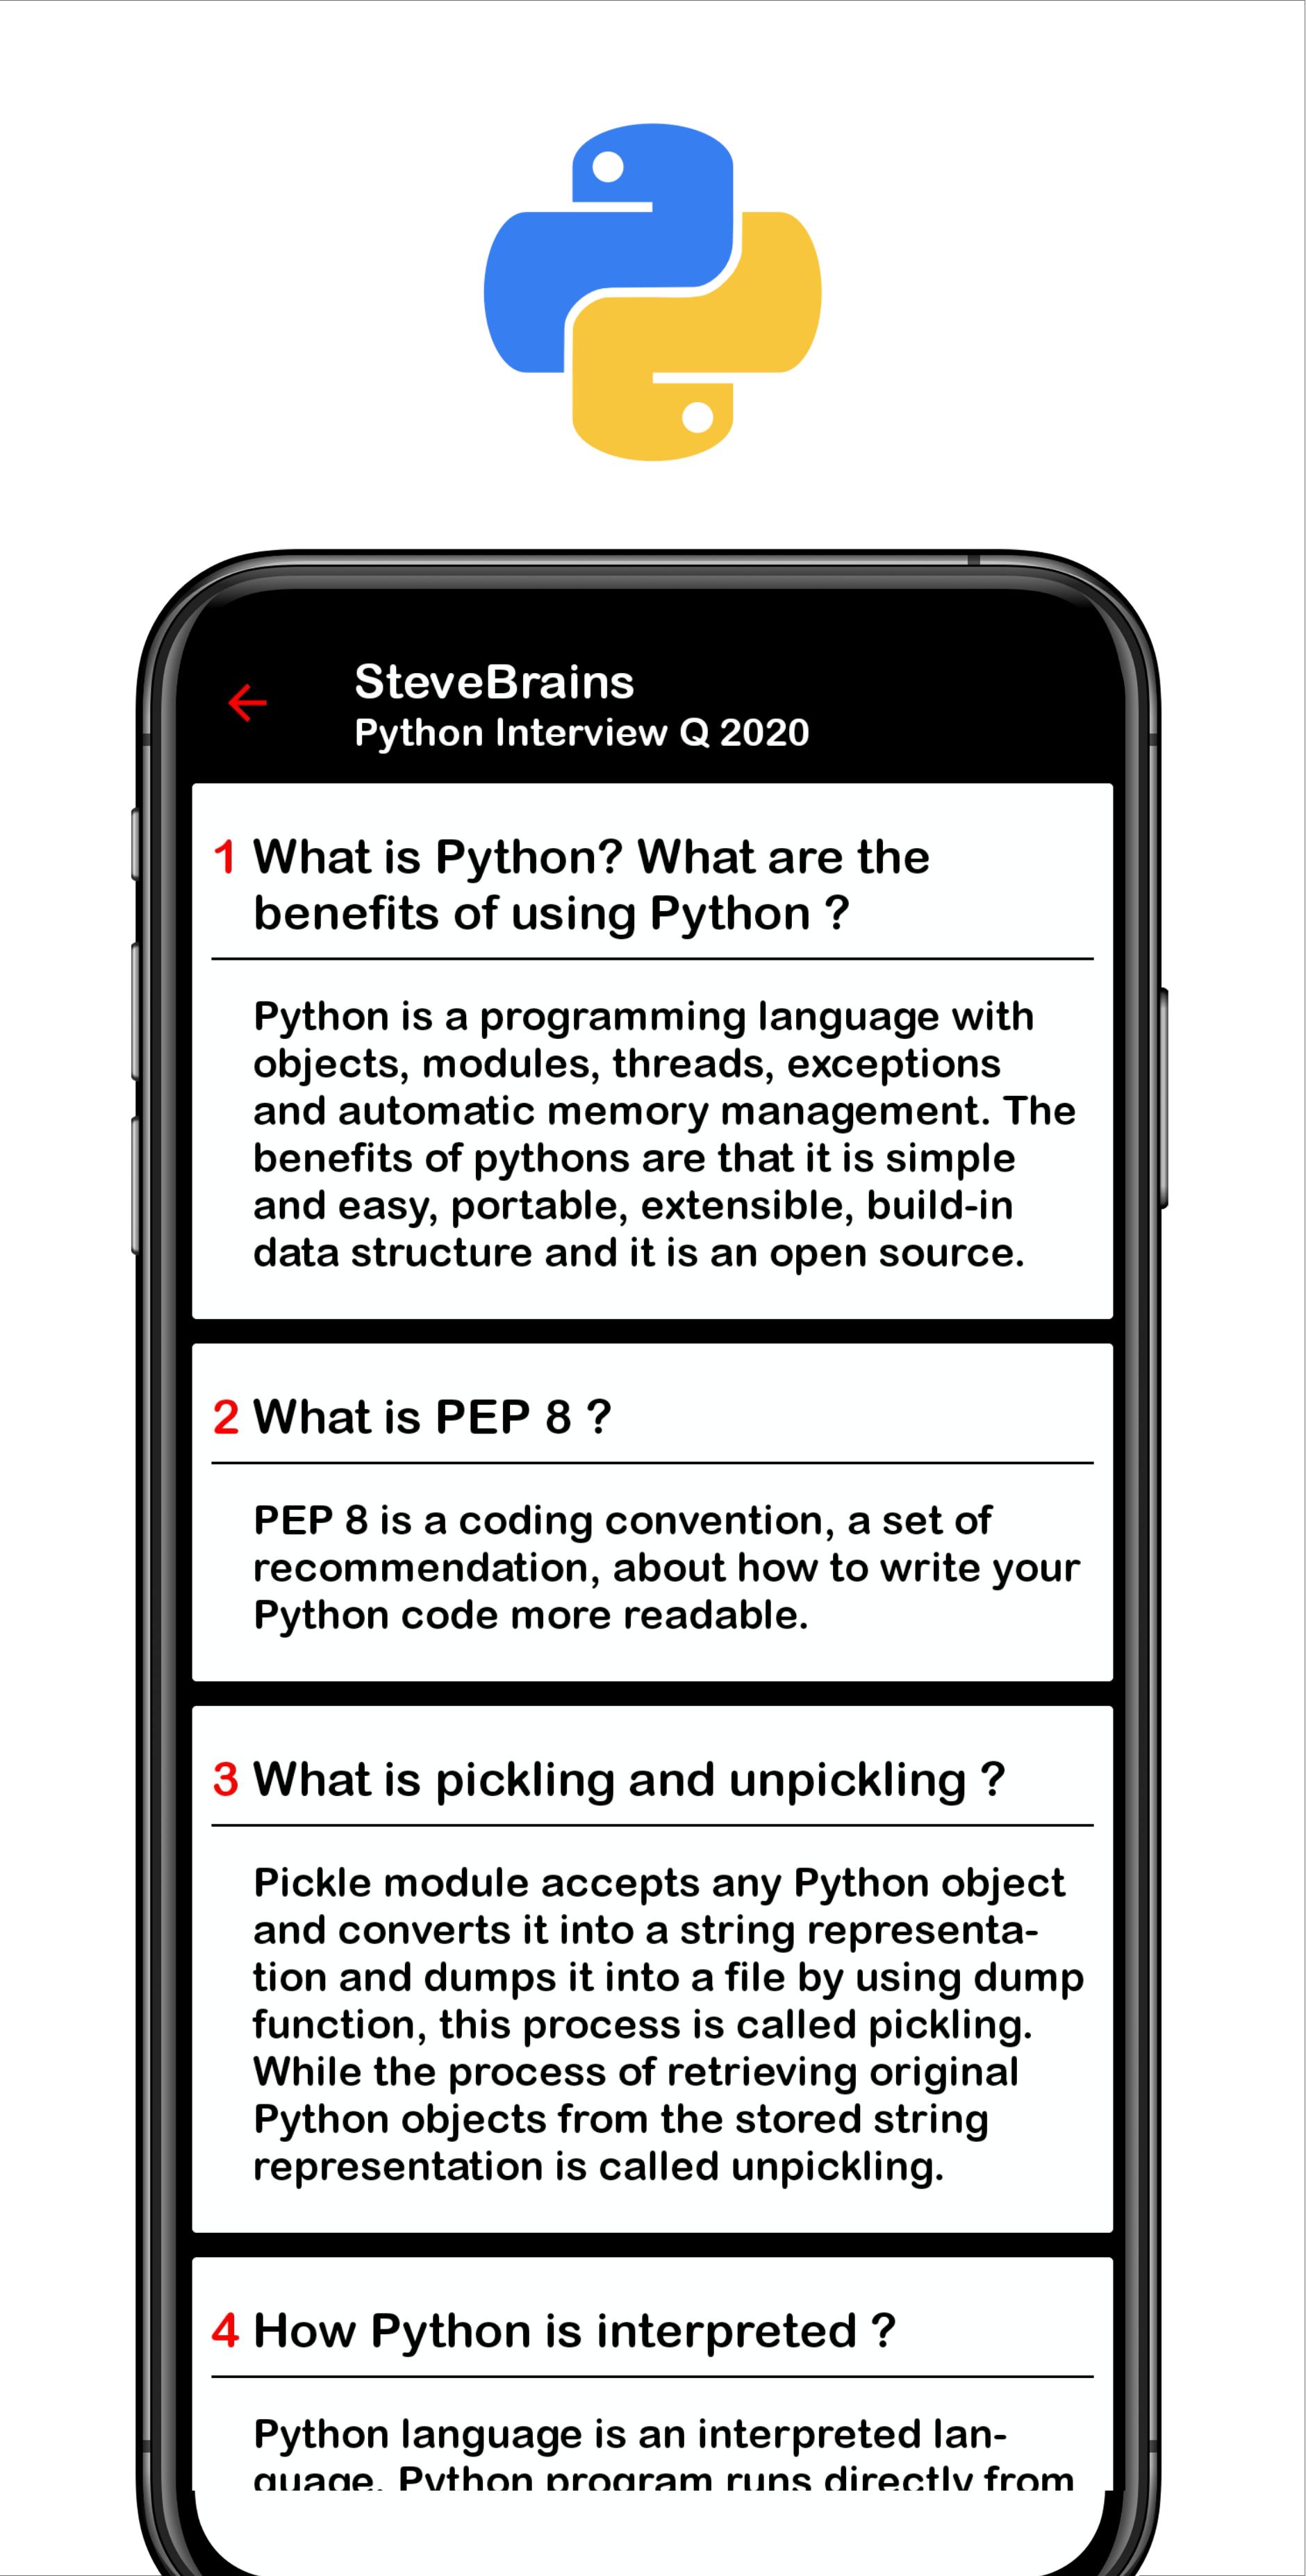 SteveBrains
Python Interview Q 2020
1 What is Python? What are the
benefits of using Python ?
Python is a programming language with
objects, modules, threads, exceptions
and automatic memory management. The
benefits of pythons are that it is simple
and easy, portable, extensible, build-in
data structure and it is an open source.
2 What is PEP 8 ?
PEP 8 is a coding convention, a set of
recommendation, about how to write your
Python code more readable.
3 What is pickling and unpickling ?
Pickle module accepts any Python object
and converts it into a string representa-
tion and dumps it into a file by using dump
function, this process is called pickling.
While the process of retrieving original
Python objects from the stored string
representation is called unpickling.
4 How Python is interpreted ?
Python language is an interpreted lan-
guage. Python program runs directly from